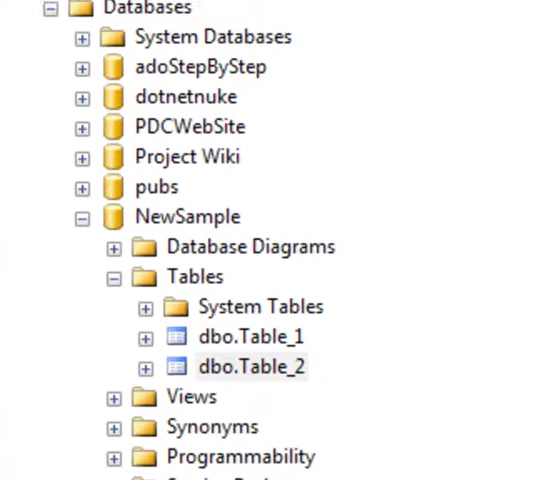 Databases
System Databases
adoStepByStep
dotnetnuke
PDCWebSite
Project Wiki
pubs
NewSample
Database Diagrams
Tables
System Tables
dbo.Table_1
dbo.Table_2
Views
Synonyms
Programmability